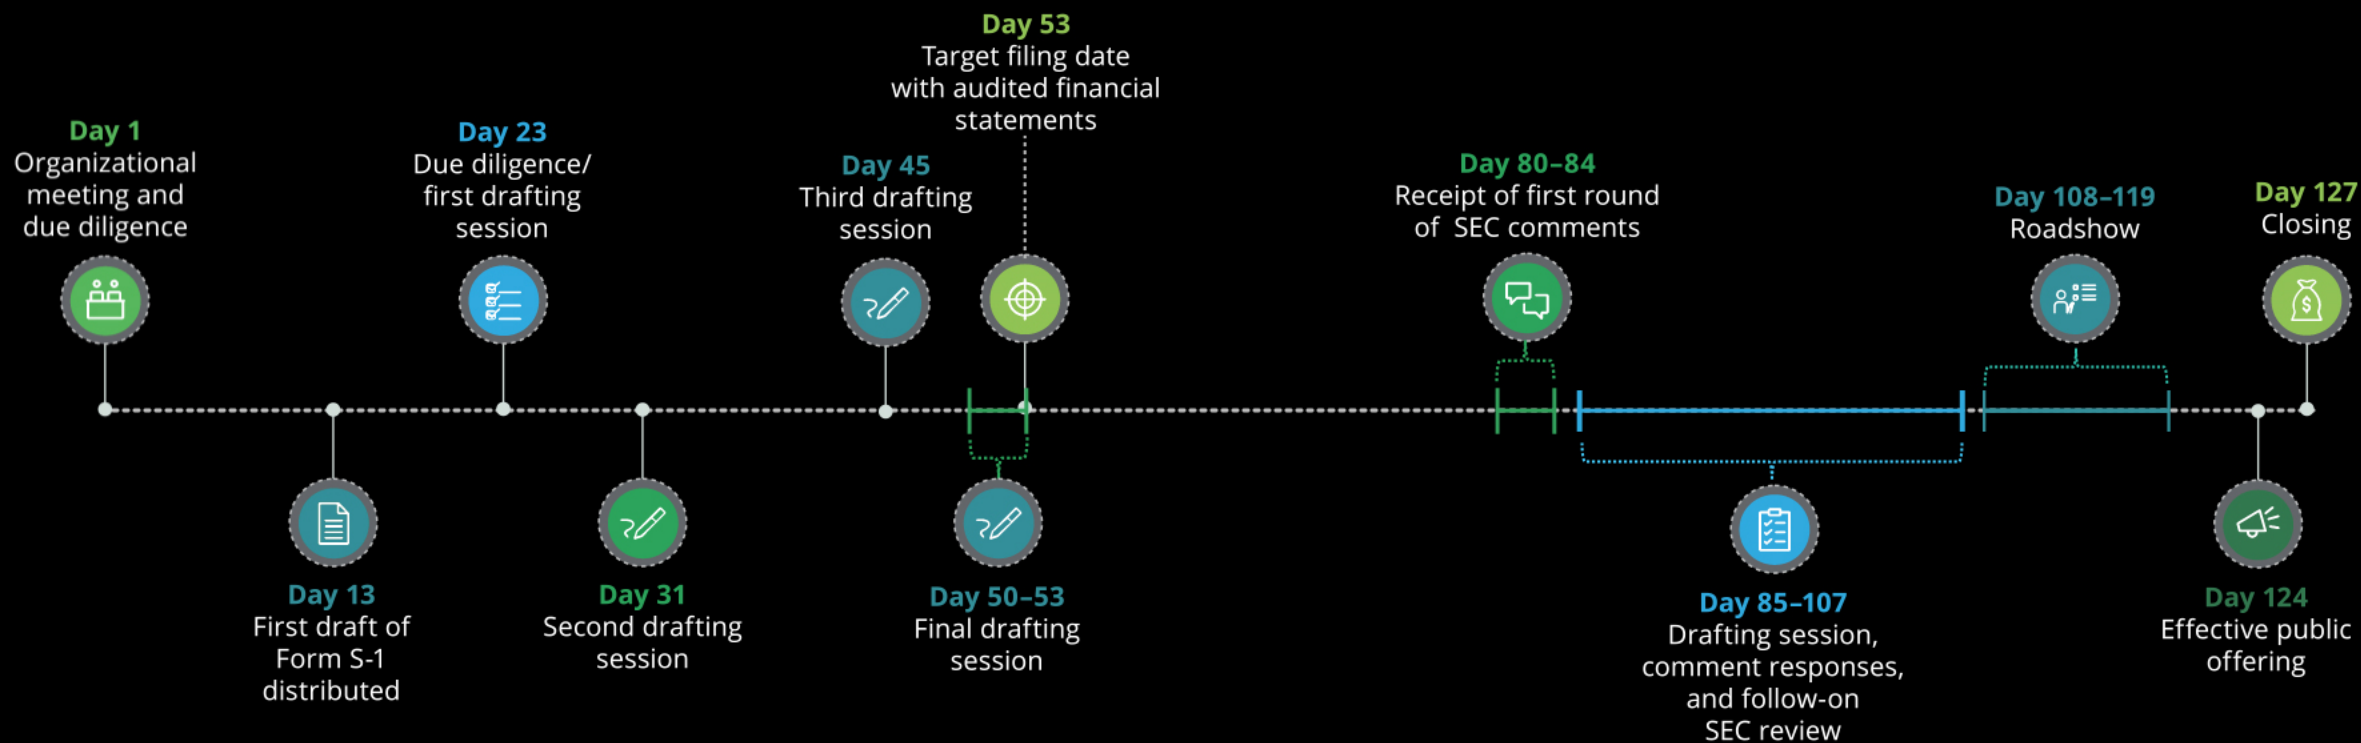 Day 1
Organizational
meeting and
due diligence
Day 13
First draft of
Form S-1
distributed
Day 23
Due diligence/
first drafting
session
Day 31
Second drafting
session
Day 45
Third drafting
session
Day 50–53
Final drafting
session
Day 53
Target filing date
with audited financial
statements
Day 80–84
Receipt of first round
of SEC comments
Day 85–107
Drafting session,
comment responses,
and follow-on
SEC review
Day 108–119
Roadshow
Day 124
Effective public
offering
Day 127
Closing
$